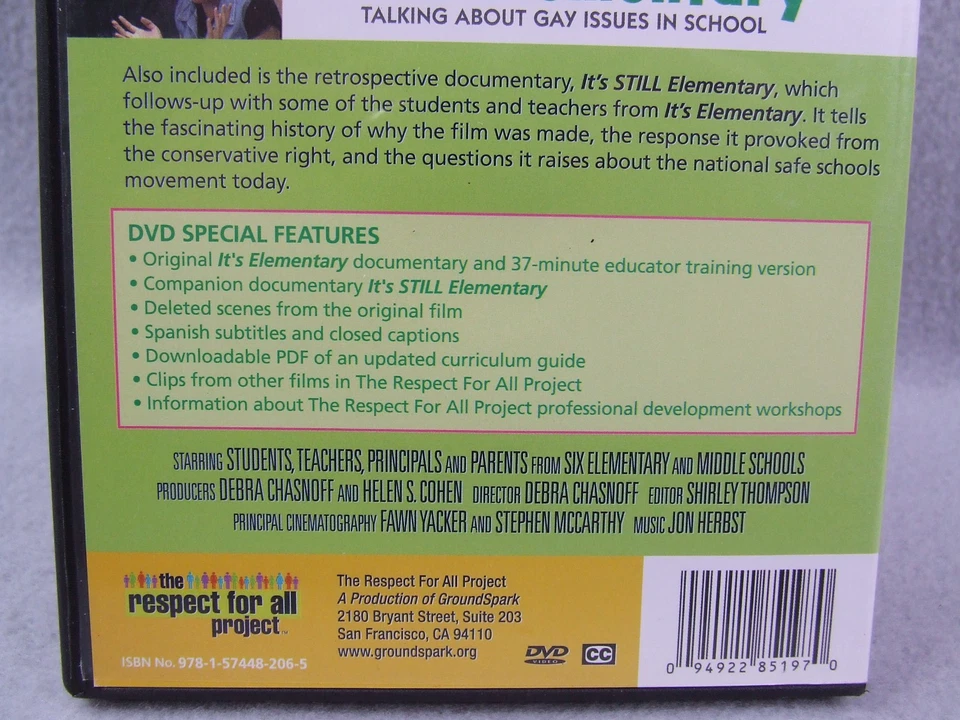 TALKING ABOUT GAY ISSUES IN SCHOOL
Also included is the retrospective documentary, It's STILL Elementary, which
follows-up with some of the students and teachers from It's Elementary. It tells
the fascinating history of why the film was made, the response it provoked from
the conservative right, and the questions it raises about the national safe schools
movement today.
DVD SPECIAL FEATURES
• Original It's Elementary documentary and 37-minute educator training version
• Companion documentary It's STILL Elementary
• Deleted scenes from the original film
• Spanish subtitles and closed captions
• Downloadable PDF of an updated curriculum guide
• Clips from other films in The Respect For All Project
• Information about The Respect For All Project professional development workshops
STARRING STUDENTS, TEACHERS, PRINCIPALS AND PARENTS FROM SIX ELEMENTARY AND MIDDLE SCHOOLS
PRODUCERS DEBRA CHASNOFF AND HELEN S. COHEN DIRECTOR DEBRA CHASNOFF EDITOR SHIRLEY THOMPSON
PRINCIPAL CINEMATOGRAPHY FAWN YACKER AND STEPHEN MCCARTHY MUSIC JON HERBST
the
respect for all
project™
ISBN No. 978-1-57448-206-5
The Respect For All Project
A Production of GroundSpark
2180 Bryant Street, Suite 203
San Francisco, CA 94110
www.groundspark.org
DVD VIDEO
CC
0 94922 85197 0